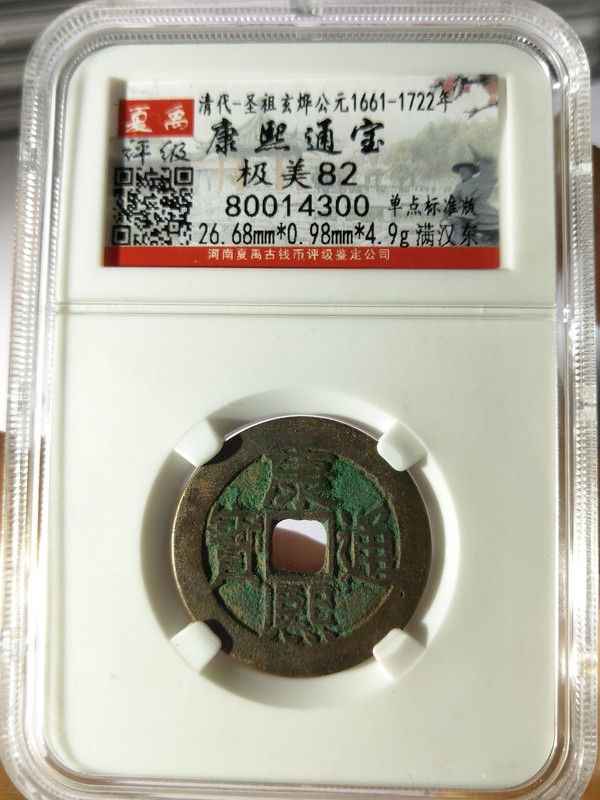 清代-圣祖玄烨公元1661-1722年
夏禹
评级
康熙通宝
极美82
80014300 单点标准版
26.68mm*0.98mm*4.9g 满汉东
河南夏禹古钱币评级鉴定公司
康熙通寶